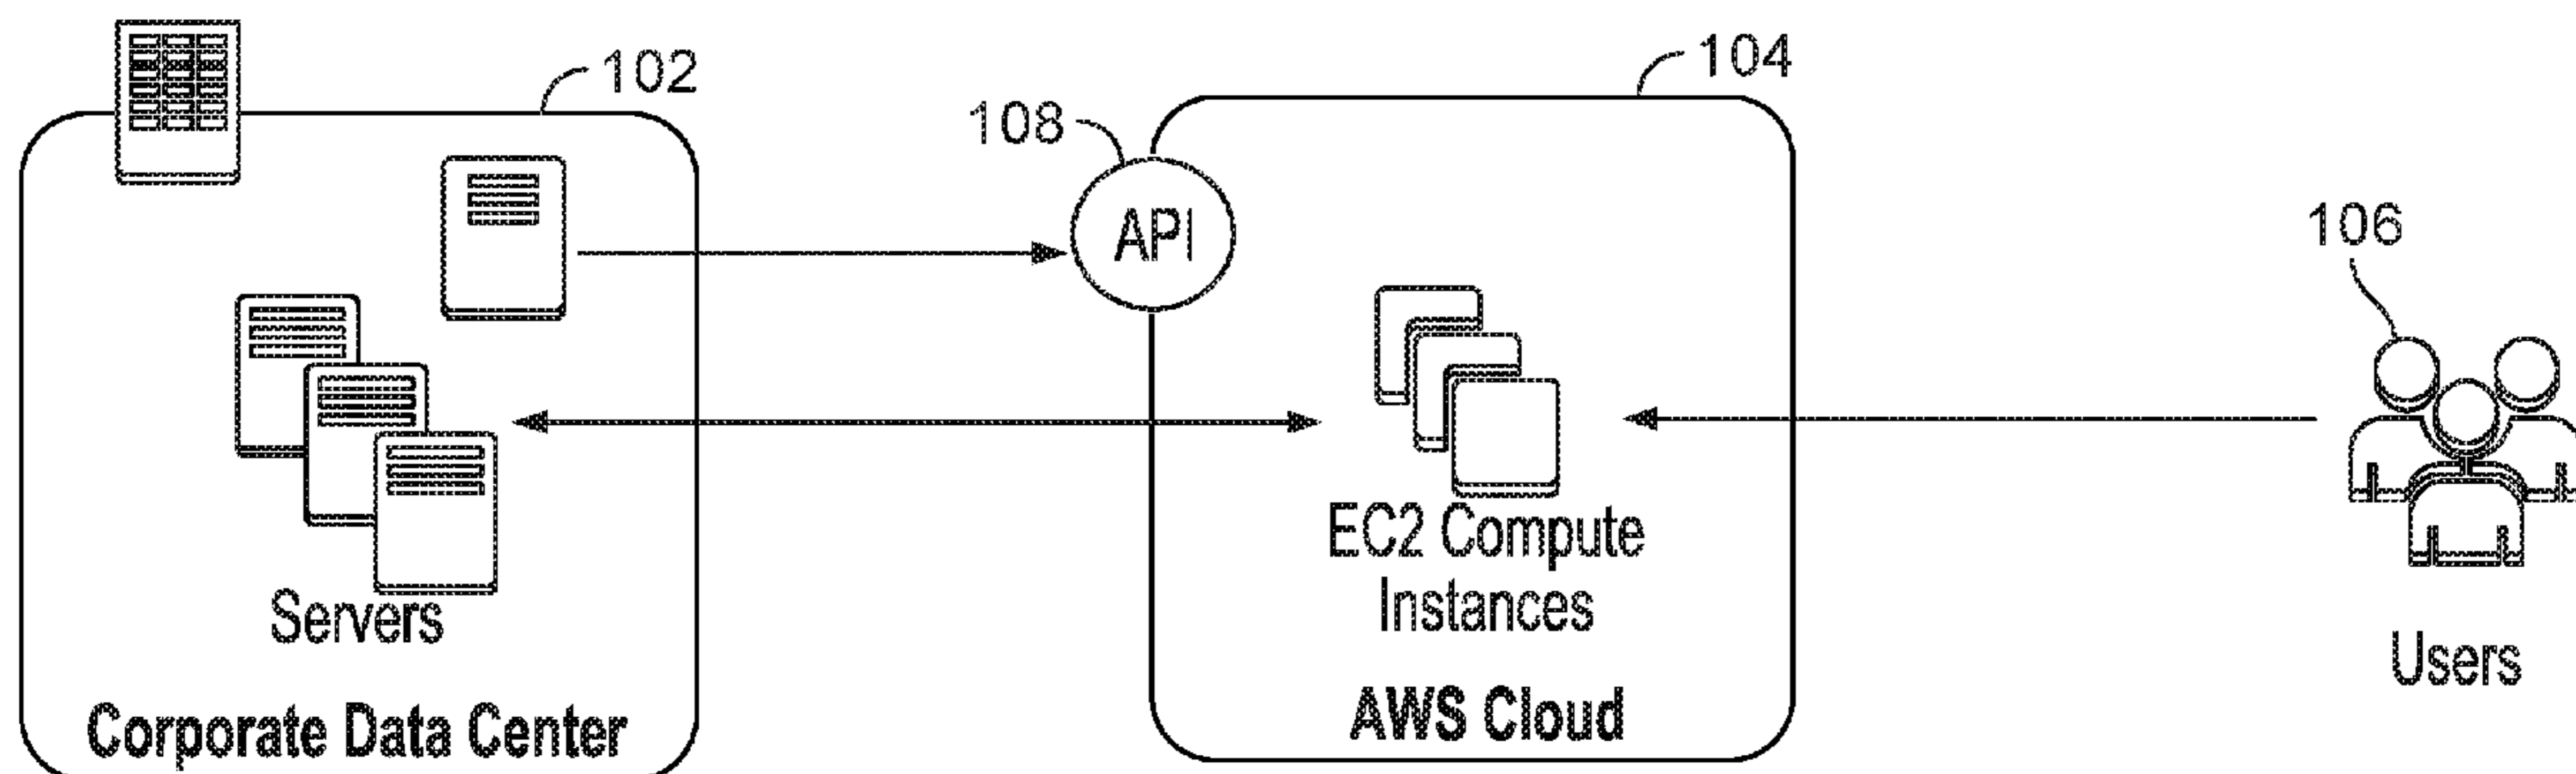 102
104
108
API
106
Servers
EC2 Compute
Instances
Users
Corporate Data Center
AWS Cloud